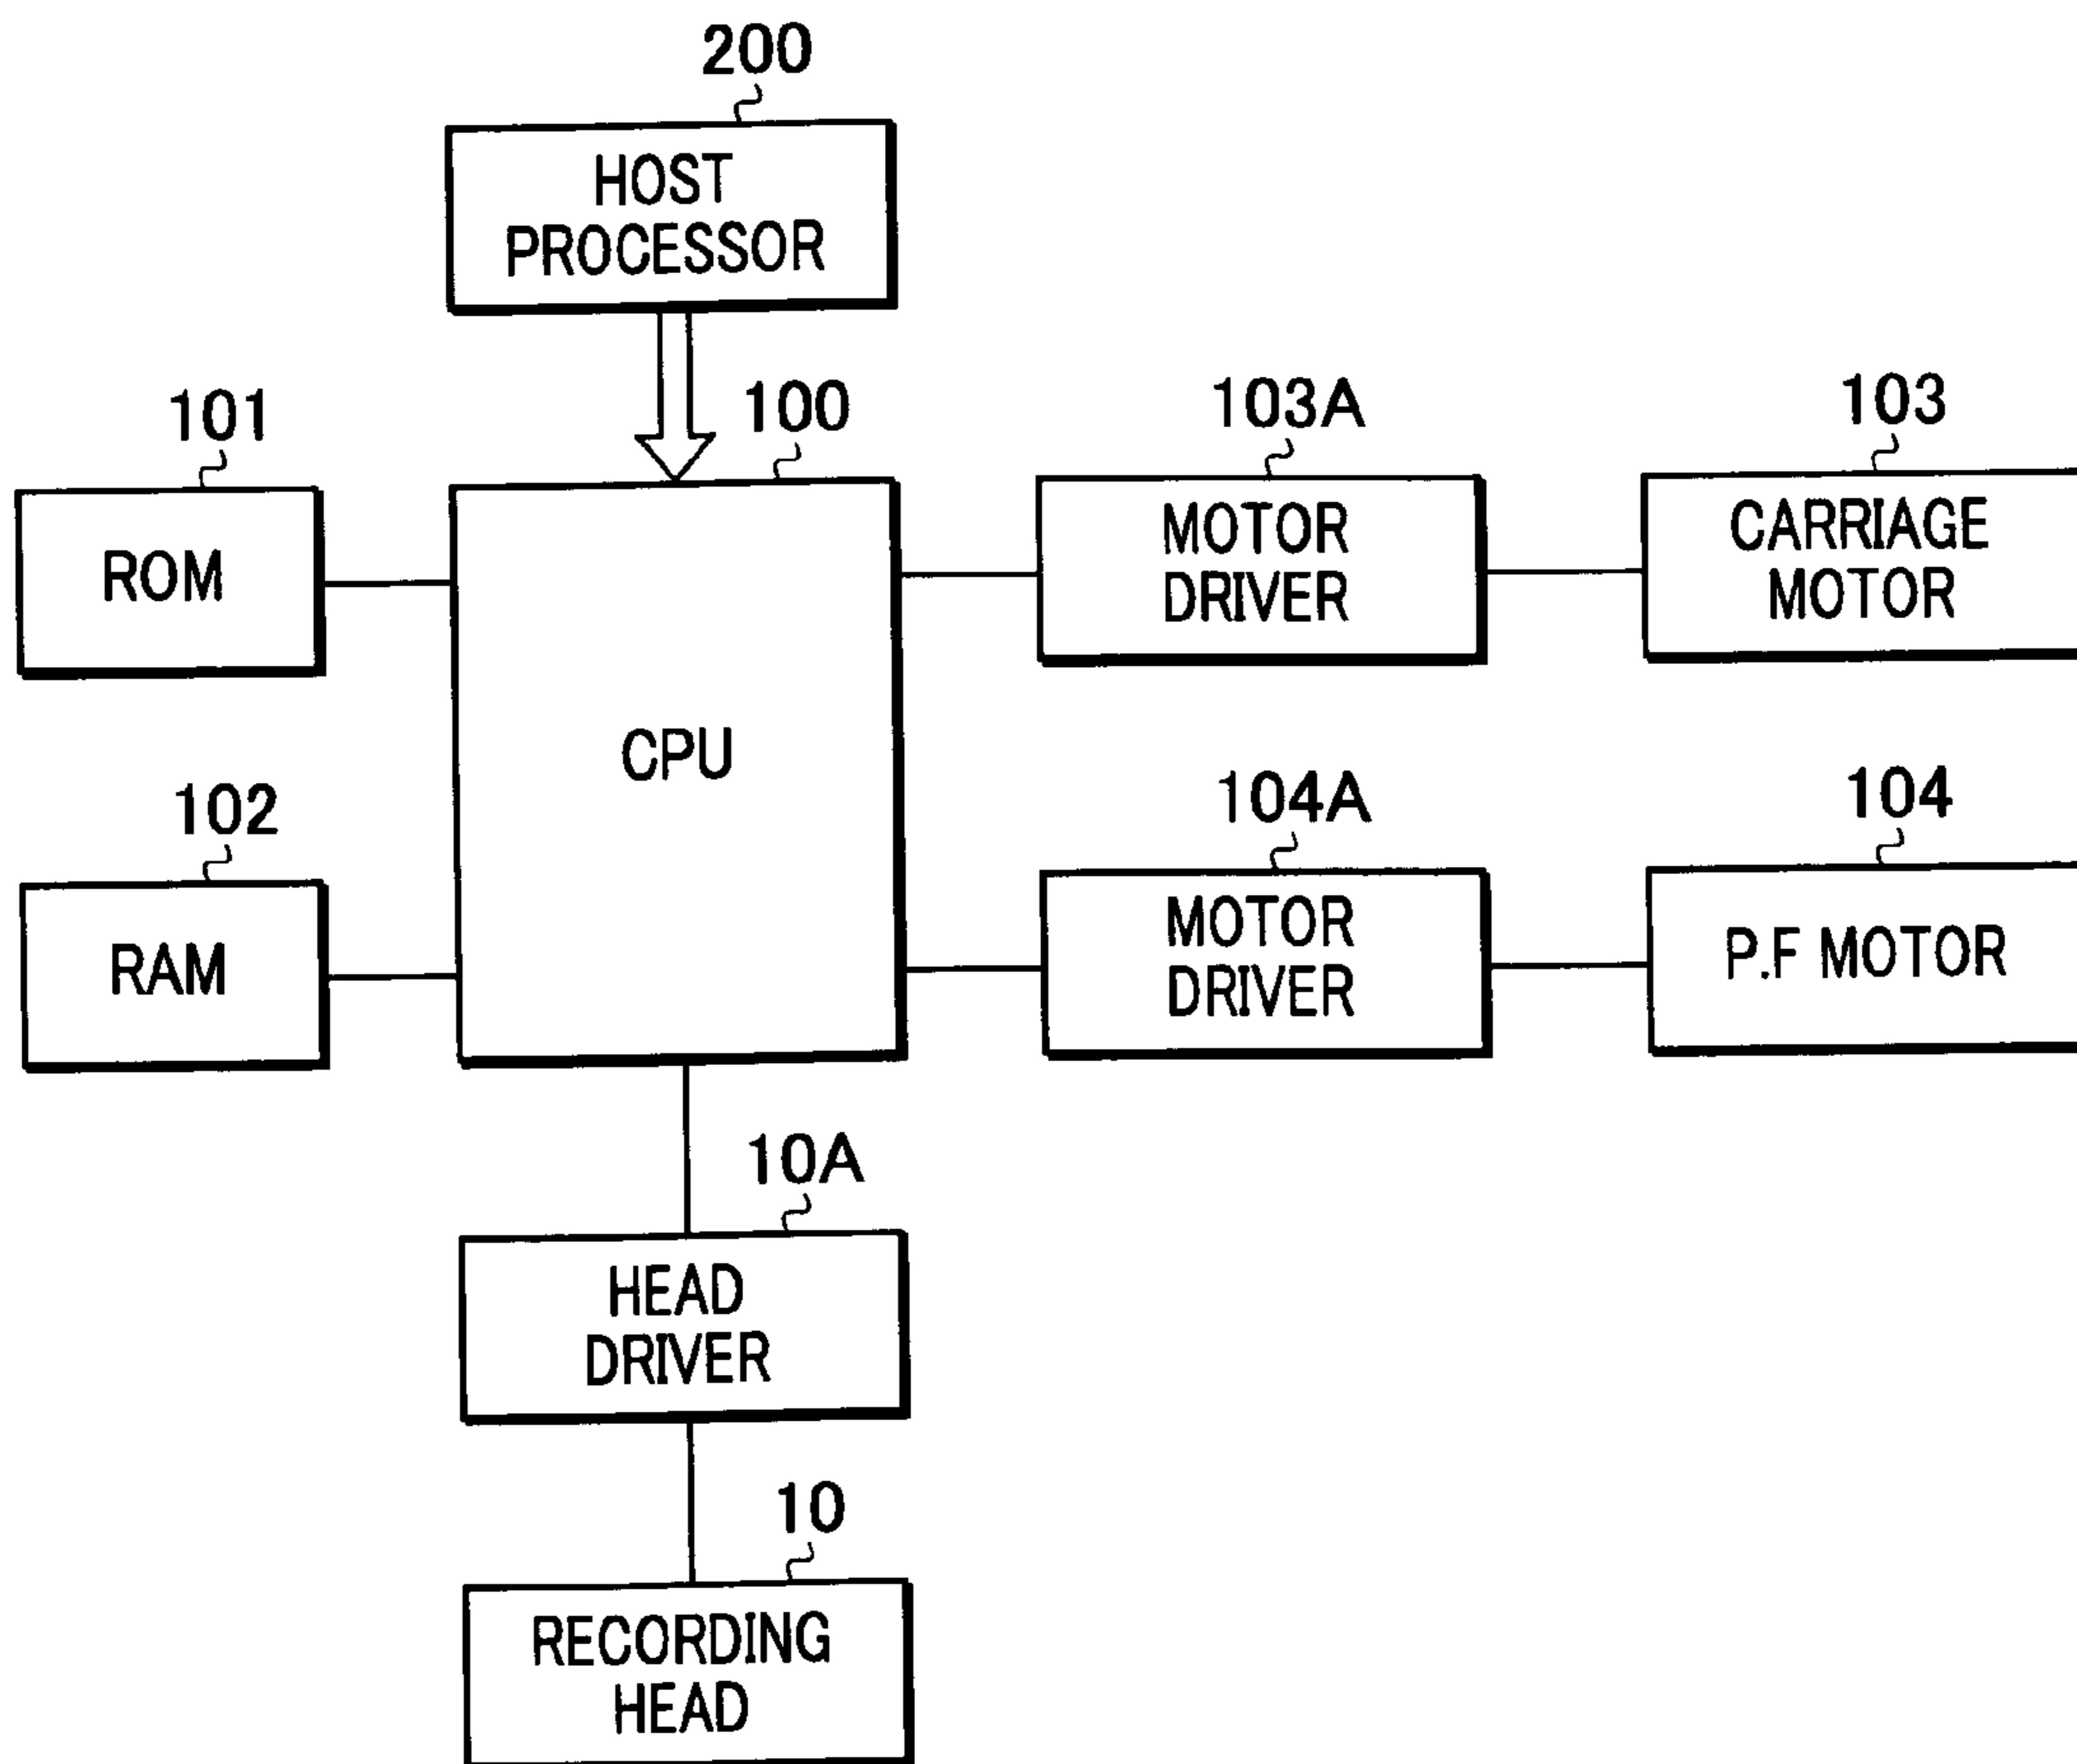 200
HOST
PROCESSOR
101
100
103A
103
ROM
MOTOR
DRIVER
CARRIAGE
MOTOR
CPU
102
104A
104
RAM
MOTOR
DRIVER
P.F MOTOR
10A
HEAD
DRIVER
10
RECORDING
HEAD